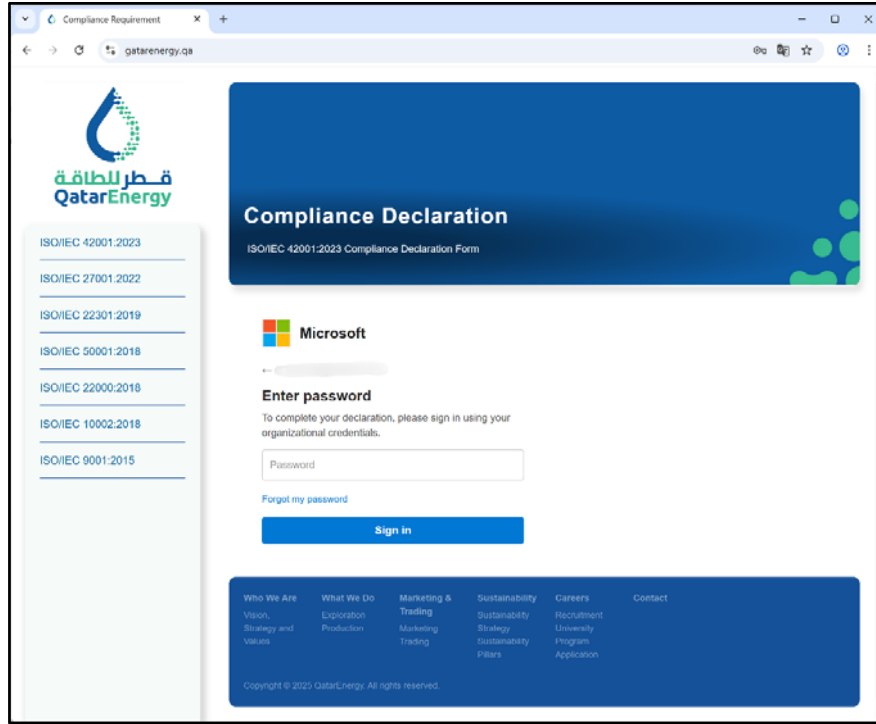 Compliance Requirement
gatarenergy.qa
قـطر للطاقة
QatarEnergy
ISO/IEC 42001:2023
ISO/IEC 27001:2022
ISO/IEC 22301:2019
ISO/IEC 50001:2018
ISO/IEC 22000:2018
ISO/IEC 10002:2018
ISO/IEC 9001:2015
Compliance Declaration
ISO/IEC 42001:2023 Compliance Declaration Form
Microsoft
Enter password
To complete your declaration, please sign in using your
organizational credentials.
Password
Forgot my password
Sign in
Who We Are
Vision,
Strategy and
Values
What We Do
Exploration
Production
Marketing &
Trading
Marketing
Trading
Sustainability
Sustainability
Strategy
Sustainability
Pillars
Careers
Recruitment
University
Program
Application
Contact
Copyright © 2025 QatarEnergy. All rights reserved.